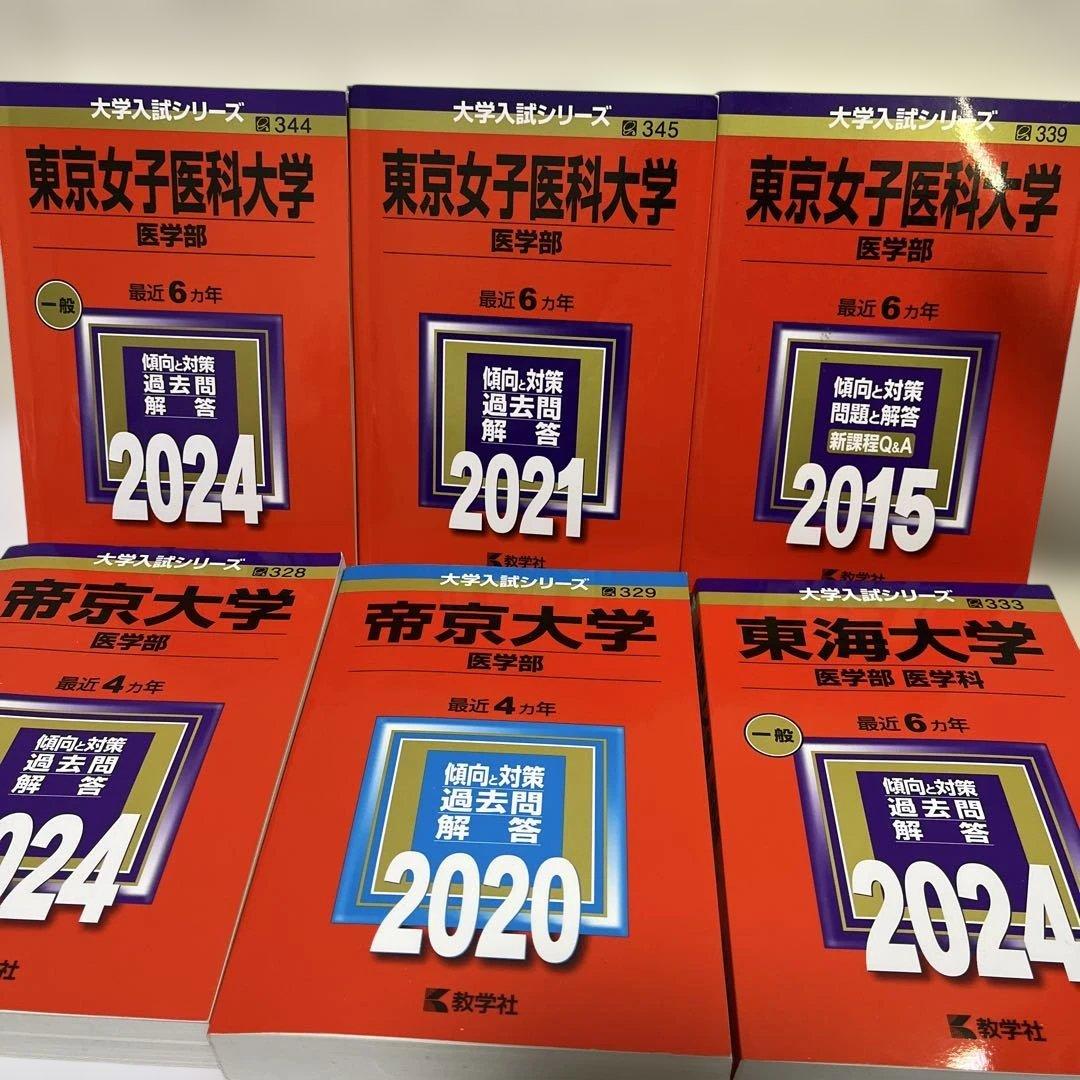 大学入試シリーズ
344
東京女子医科大学
医学部
最近6ヵ年
一般
傾向と対策
過去問
解答
2024
大学入試シリーズ
345
東京女子医科大学
医学部
最近6ヵ年
傾向と対策
過去問
解答
2021
教学社
大学入試シリーズ
339
東京女子医科大学
医学部
最近6ヵ年
傾向と対策
問題と解答
新課程Q&A
2015
教学社
大学入試シリーズ
328
帝京大学
医学部
最近4ヵ年
傾向と対策
過去問
解答
024
社
大学入試シリーズ
329
帝京大学
医学部
最近4ヵ年
傾向と対策
過去問
解答
2020
教学社
大学入試シリーズ
333
東海大学
医学部 医学科
最近6ヵ年
一般
傾向と対策
過去問
解答
2024
教学社